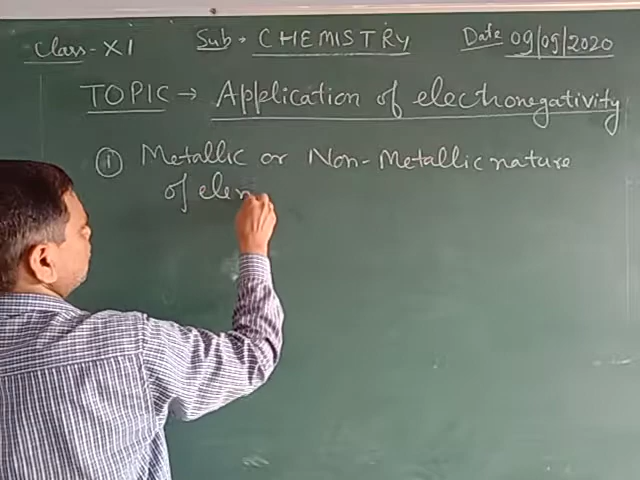 Class - XI Sub - CHEMISTRY Date 09/09/2020
TOPIC → Application of electronegativity
① Metallic or Non-Metallic nature
of elem